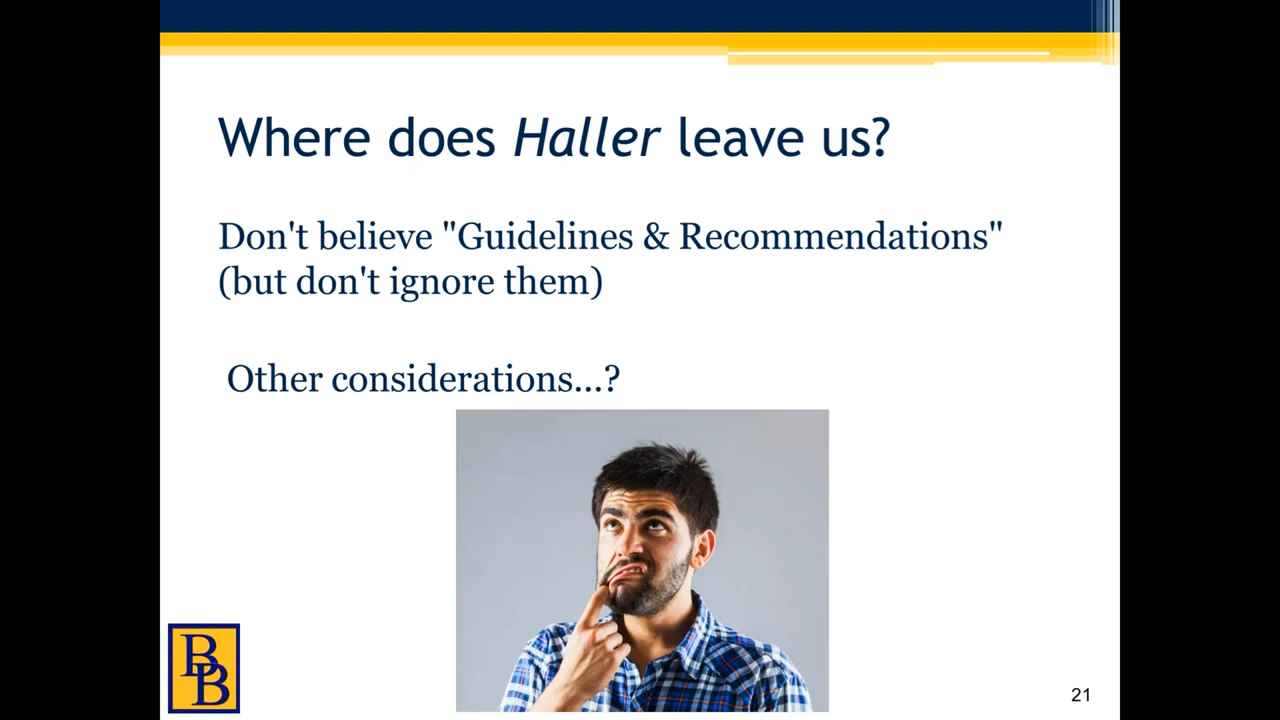 Where does Haller leave us?
Don't believe "Guidelines & Recommendations"
(but don't ignore them)
Other considerations...?
BB
21